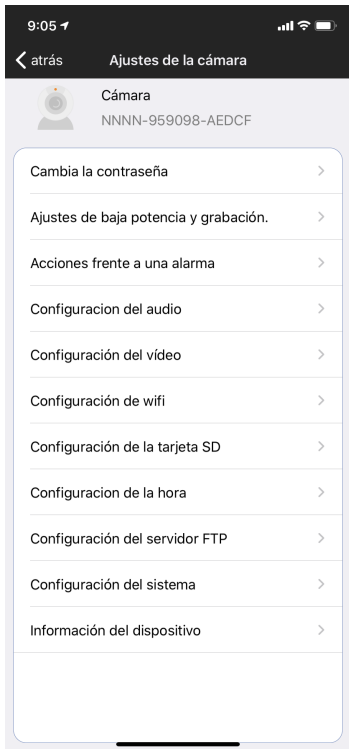 9:05
atrás Ajustes de la cámara
Cámara
NNNN-959098-AEDCF
Cambia la contraseña
Ajustes de baja potencia y grabación.
Acciones frente a una alarma
Configuracion del audio
Configuración del vídeo
Configuración de wifi
Configuración de la tarjeta SD
Configuracion de la hora
Configuración del servidor FTP
Configuración del sistema
Información del dispositivo